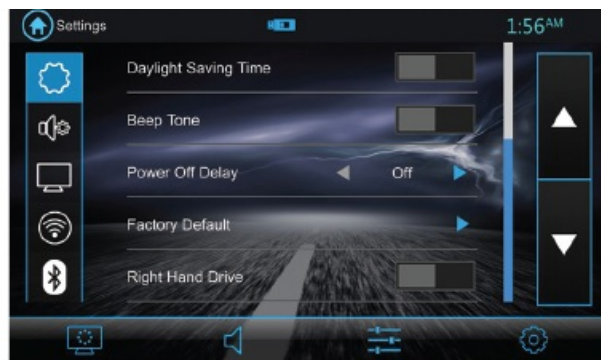 Settings
1:56AM
Daylight Saving Time
Beep Tone
Power Off Delay Off
Factory Default
Right Hand Drive